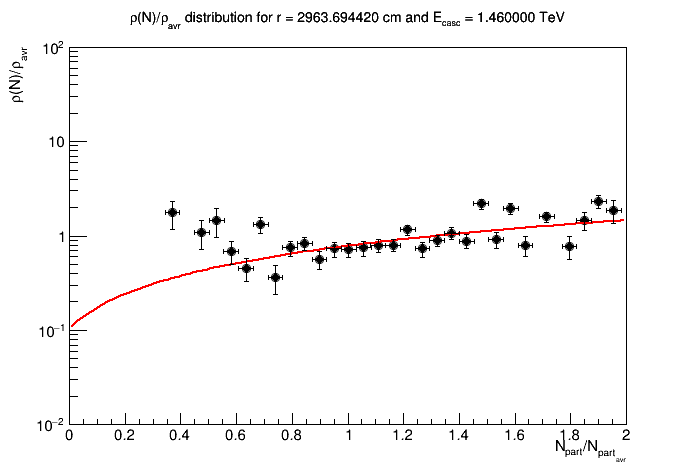 ρ(N)/ρavr distribution for r = 2963.694420 cm and Ecasc = 1.460000 TeV
ρ(N)/ρavr
10²
10
1
10⁻¹
10⁻²
0 0.2 0.4 0.6 0.8 1 1.2 1.4 1.6 1.8 2
Npart/Npartavr